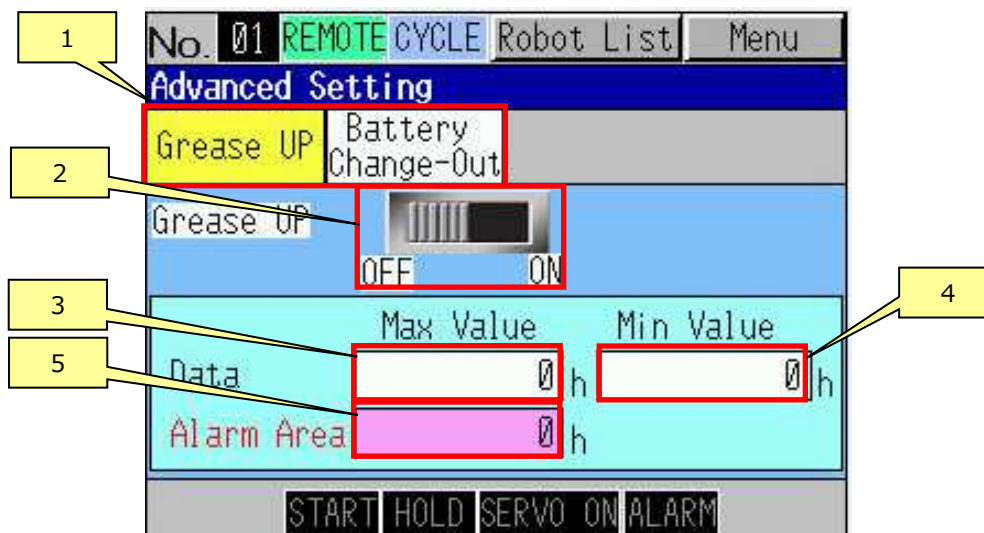 1
No. 01 REMOTE CYCLE Robot List Menu
Advanced Setting
Grease UP Battery
Change-Out
2
Grease UP
OFF ON
3
4
Max Value Min Value
5
Data 0 h 0 h
Alarm Area 0 h
START HOLD SERVO ON ALARM